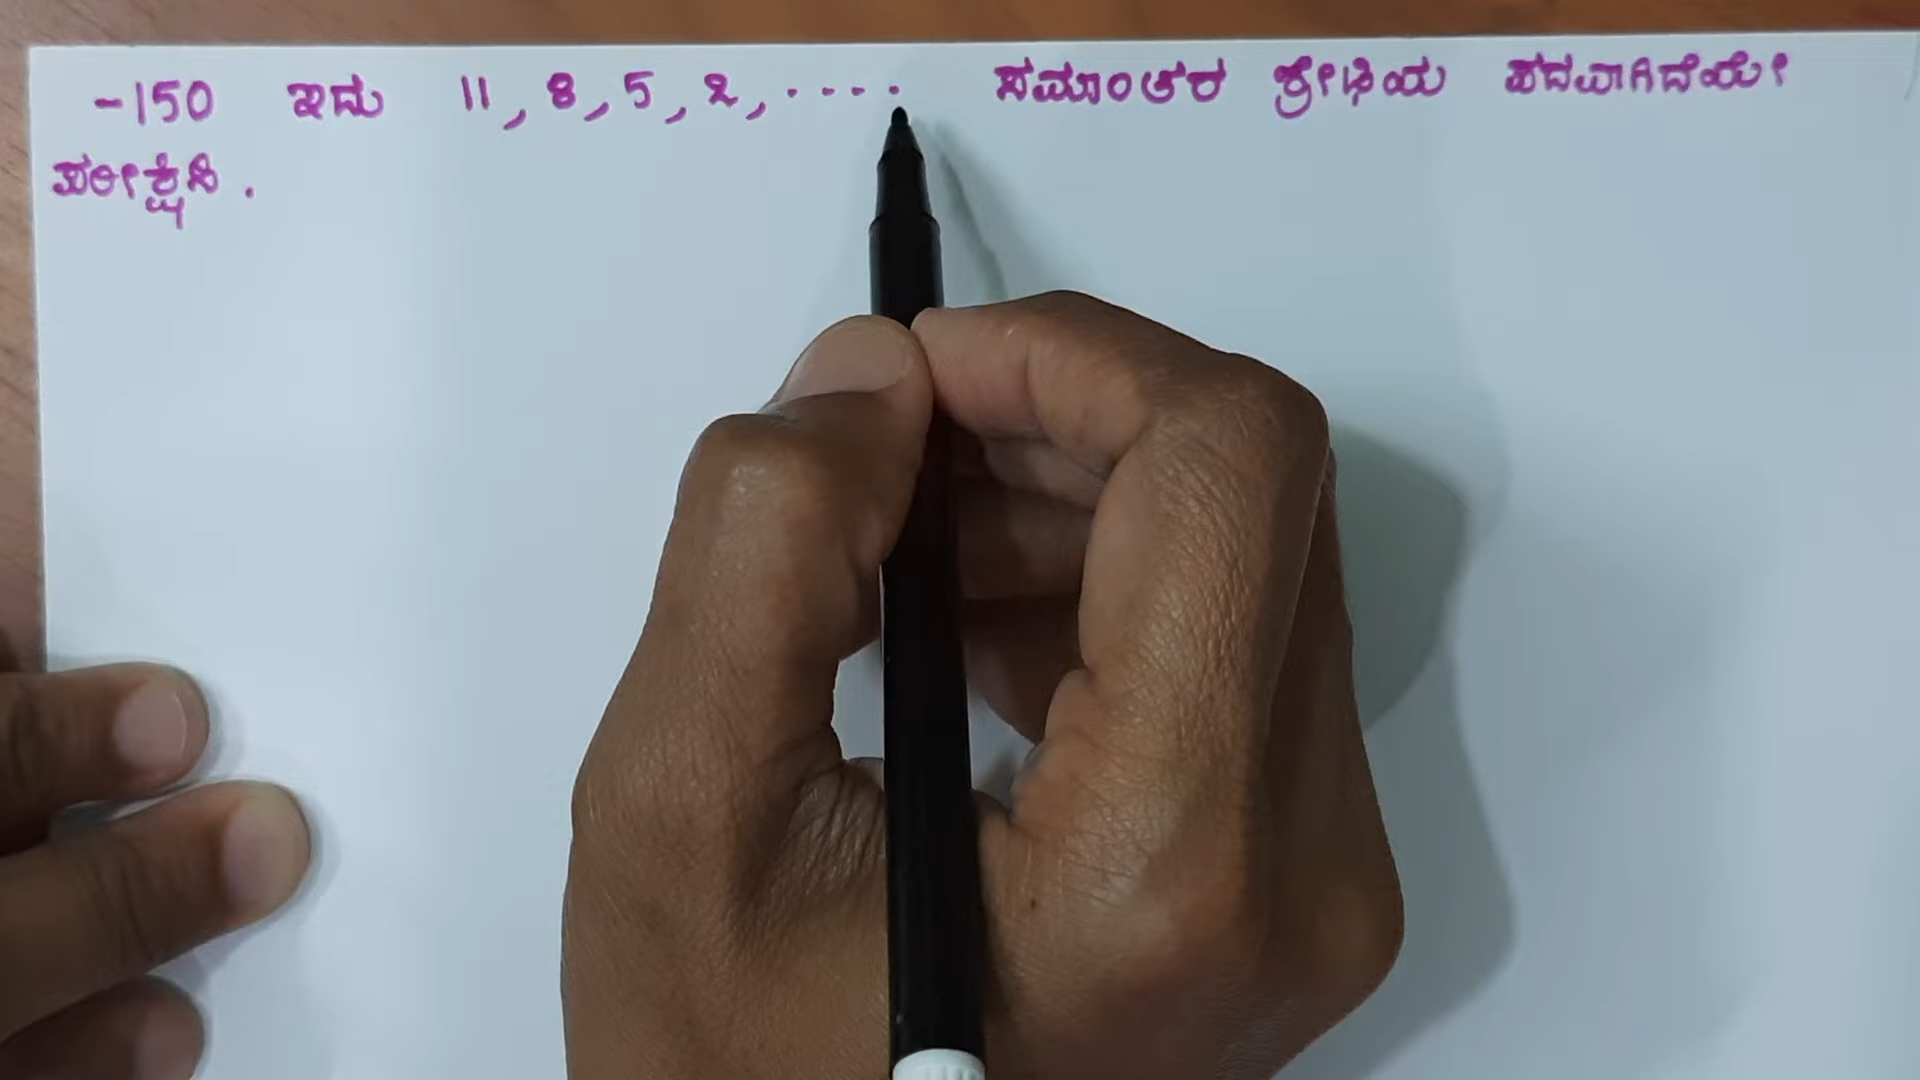 -150 ಇದು 11, 8, 5, 2, ..... ಸಮಾಂತರ ಶ್ರೇಢಿಯ ಪದವಾಗಿದೆಯೇ
ಪರೀಕ್ಷಿಸಿ.